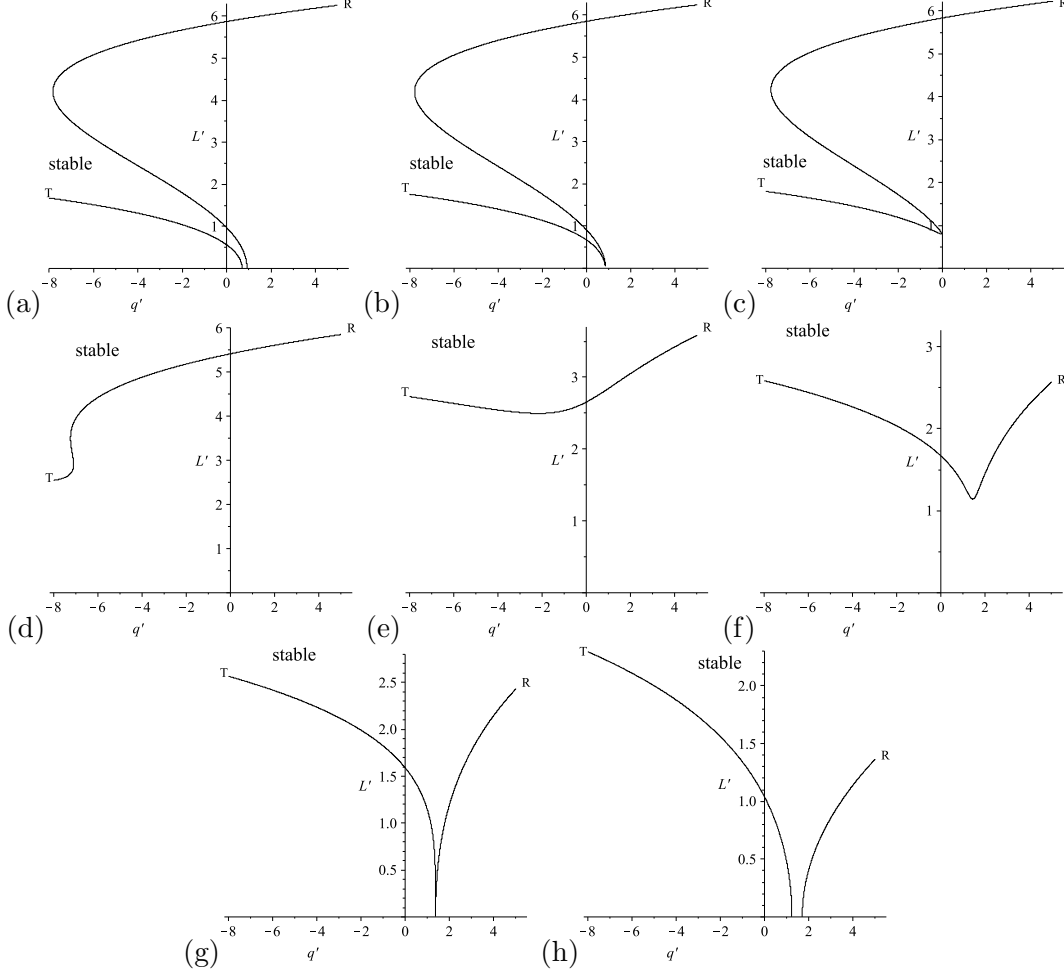 R
6
5
4
L′
3
stable
2
T
1
−8 −6 −4 −2 0 2 4
(a)
q′
R
6
5
4
L′
3
stable
2
T
1
−8 −6 −4 −2 0 2 4
(b)
q′
R
6
5
4
L′
3
stable
2
T
1
−8 −6 −4 −2 0 2 4
(c)
q′
6
R
stable
5
4
L′
3
T
2
1
−8 −6 −4 −2 0 2 4
(d)
q′
stable
R
3
T
L′
2
1
−8 −6 −4 −2 0 2 4
(e)
q′
stable
3
T
R
2
L′
1
−8 −6 −4 −2 0 2 4
(f)
q′
stable
T
2.5
R
2.0
L′
1.5
1.0
0.5
−8 −6 −4 −2 0 2 4
(g)
q′
T
stable
2.0
1.5
R
L′
1.0
0.5
−8 −6 −4 −2 0 2 4
(h)
q′